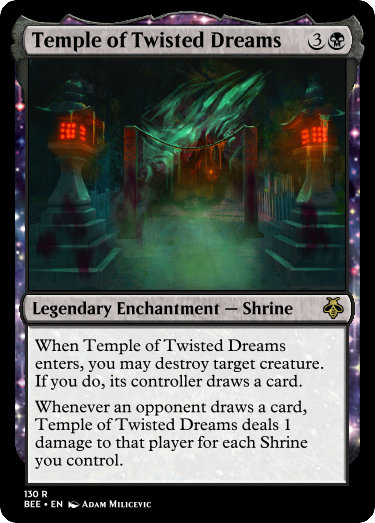 Temple of Twisted Dreams 3
Legendary Enchantment — Shrine
When Temple of Twisted Dreams
enters, you may destroy target creature.
If you do, its controller draws a card.
Whenever an opponent draws a card,
Temple of Twisted Dreams deals 1
damage to that player for each Shrine
you control.
130 R
BEE • EN Adam Milicevic